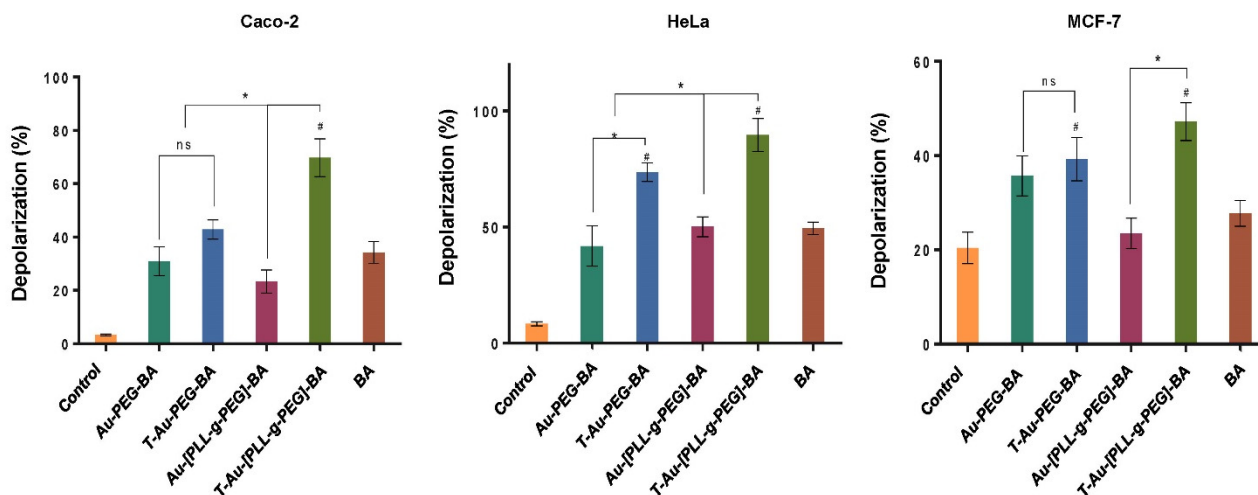 Caco-2
Depolarization (%)
100
80
60
40
20
0
*
ns
#
Control
Au-PEG-BA
T-Au-PEG-BA
Au-[PLL-g-PEG]-BA
T-Au-[PLL-g-PEG]-BA
BA
HeLa
Depolarization (%)
100
50
0
*
*
#
#
Control
Au-PEG-BA
T-Au-PEG-BA
Au-[PLL-g-PEG]-BA
T-Au-[PLL-g-PEG]-BA
BA
MCF-7
Depolarization (%)
60
40
20
0
*
ns
#
#
Control
Au-PEG-BA
T-Au-PEG-BA
Au-[PLL-g-PEG]-BA
T-Au-[PLL-g-PEG]-BA
BA